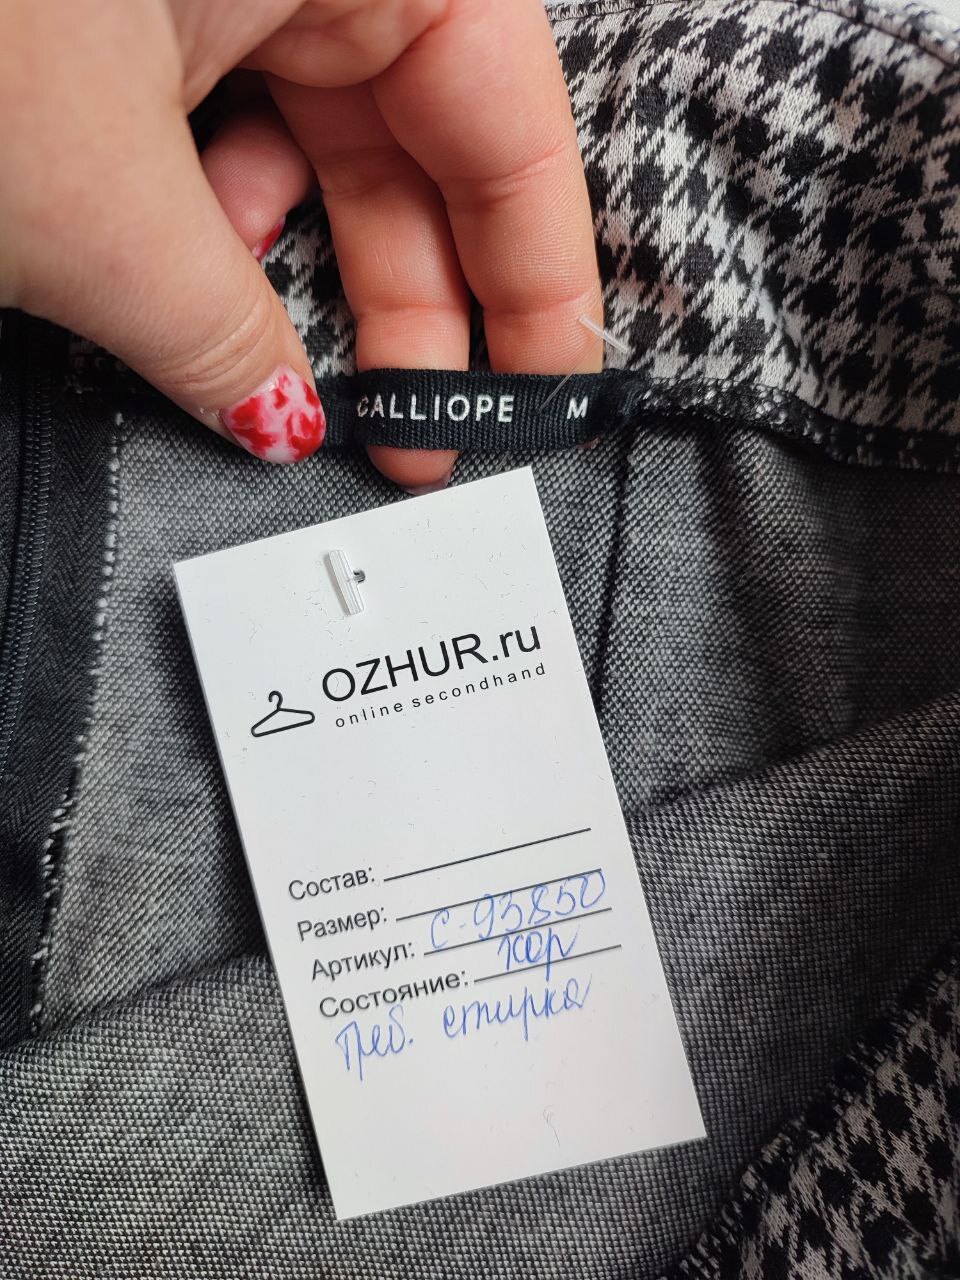 CALLIOPE M
OZHUR.ru
online secondhand
Состав:
Размер:
Артикул: С-93850
Состояние: хор
Треб. стирка